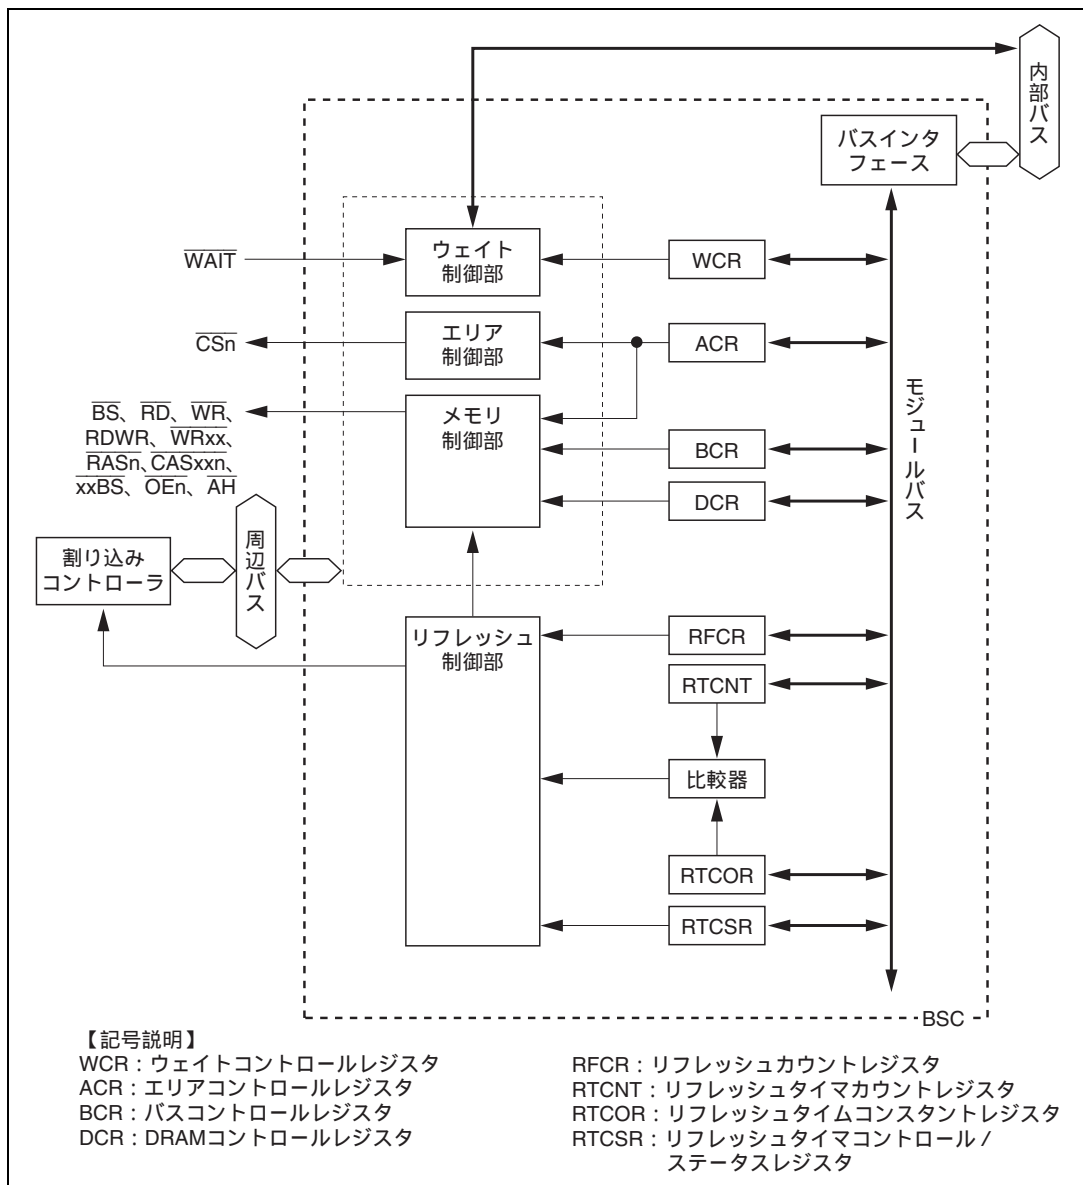 内部バス
バスインタ
フェース
ウェイト
制御部
WAIT
WCR
エリア
制御部
CSn
ACR
モジュールバス
メモリ
制御部
BS、RD、WR、
RDWR、WRxx、
RASn、CASxxn、
xxBS、OEn、AH
BCR
DCR
割り込み
コントローラ
周辺バス
リフレッシュ
制御部
RFCR
RTCNT
比較器
RTCOR
RTCSR
BSC
【記号説明】
WCR：ウェイトコントロールレジスタ
ACR：エリアコントロールレジスタ
BCR：バスコントロールレジスタ
DCR：DRAMコントロールレジスタ
RFCR：リフレッシュカウントレジスタ
RTCNT：リフレッシュタイマカウントレジスタ
RTCOR：リフレッシュタイムコンスタントレジスタ
RTCSR：リフレッシュタイマコントロール／
ステータスレジスタ